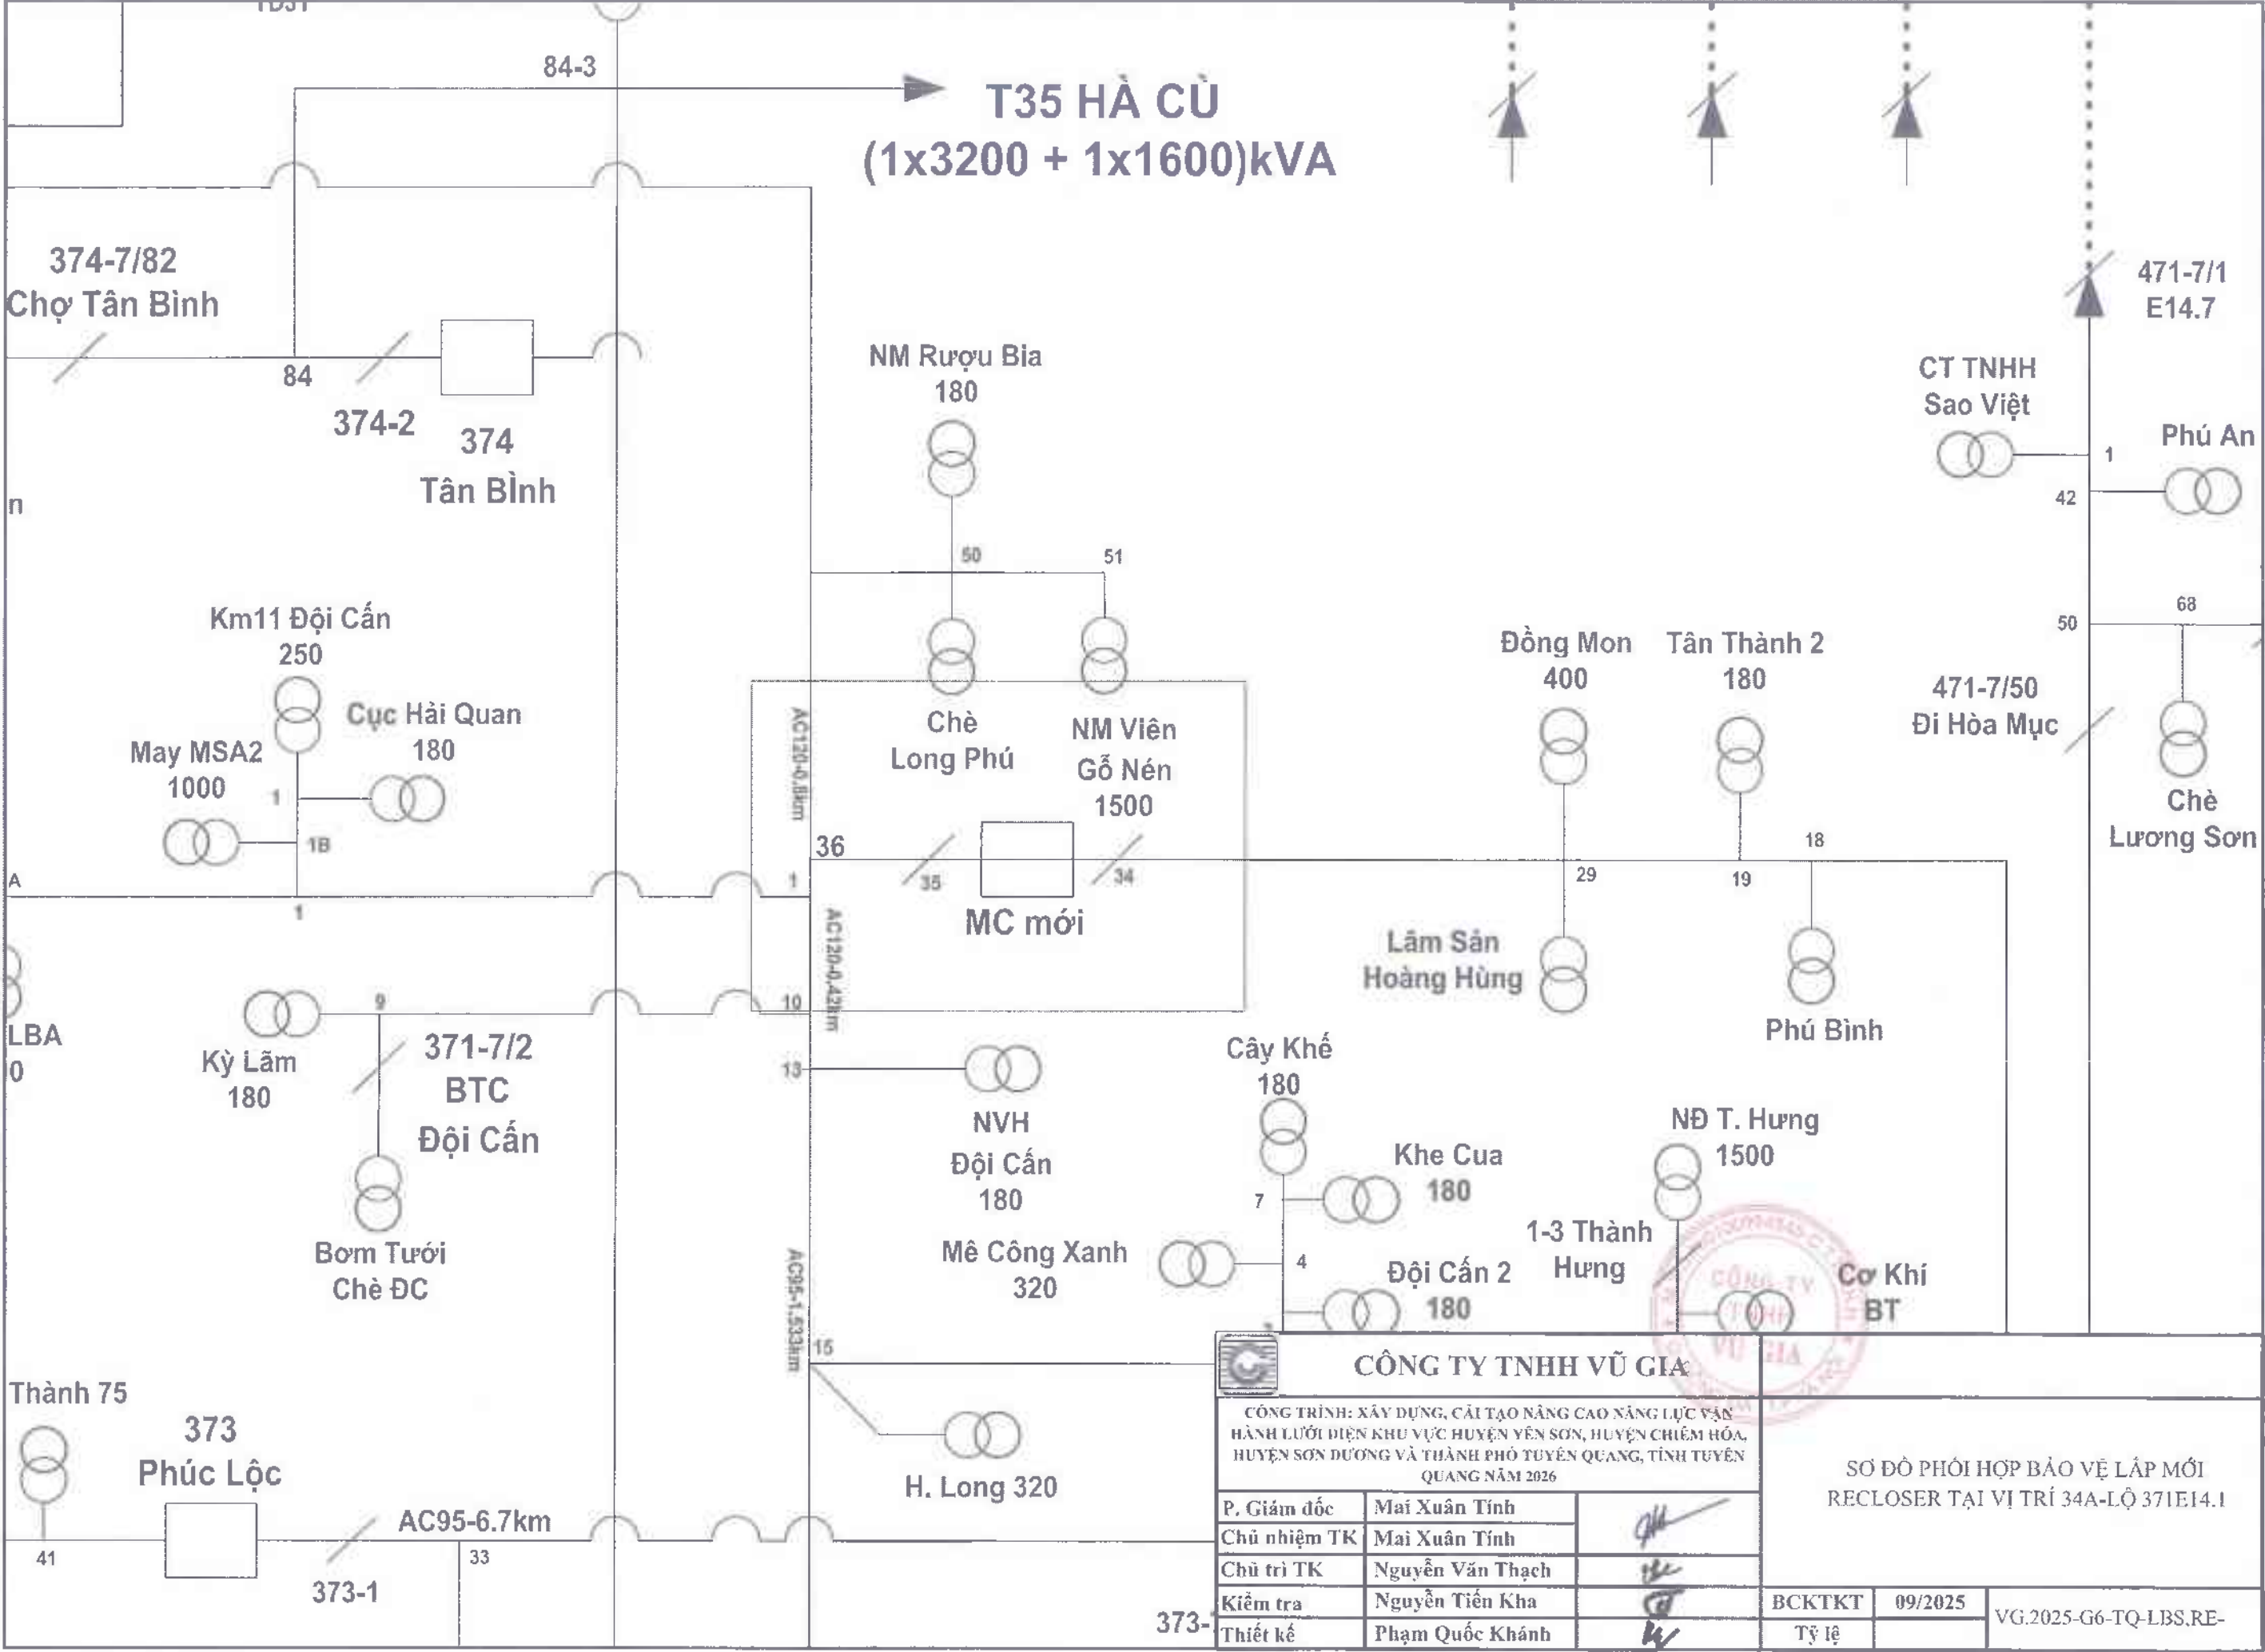 84-3
T35 HÀ CÙ
(1x3200 + 1x1600)kVA
374-7/82
Chợ Tân Bình
84
374-2
374
Tân BÌnh
n
471-7/1
E14.7
CT TNHH
Sao Việt
Phú An
1
42
NM Rượu Bia
180
50
51
68
50
Km11 Đội Cấn
250
Cục Hải Quan
180
May MSA2
1000
1
1B
A
1
Chè
Long Phú
NM Viên
Gỗ Nén
1500
AC120-0,8km
36
35
34
1
MC mới
AC120-0,42km
10
Đồng Mon
400
Tân Thành 2
180
471-7/50
Đi Hòa Mục
Chè
Lương Sơn
18
29
19
Lâm Sản
Hoàng Hùng
Phú Bình
LBA
0
9
Kỳ Lãm
180
371-7/2
BTC
Đội Cấn
Bơm Tưới
Chè ĐC
13
NVH
Đội Cấn
180
Cây Khế
180
7
Khe Cua
180
Mê Công Xanh
320
4
Đội Cấn 2
180
NĐ T. Hưng
1500
1-3 Thành
Hưng
Cơ Khí
BT
CÔNG TY
TNHH
VŨ GIA
AC95-1.533km
15
H. Long 320
Thành 75
373
Phúc Lộc
41
373-1
AC95-6.7km
33
373-
CÔNG TY TNHH VŨ GIA
CÔNG TRÌNH: XÂY DỰNG, CẢI TẠO NÂNG CAO NĂNG LỰC VẬN
HÀNH LƯỚI ĐIỆN KHU VỰC HUYỆN YÊN SƠN, HUYỆN CHIÊM HÓA,
HUYỆN SƠN DƯƠNG VÀ THÀNH PHỐ TUYÊN QUANG, TỈNH TUYÊN
QUANG NĂM 2026
P. Giám đốc Mai Xuân Tính
Chủ nhiệm TK Mai Xuân Tính
Chủ trì TK Nguyễn Văn Thạch
Kiểm tra Nguyễn Tiến Kha
Thiết kế Phạm Quốc Khánh
SƠ ĐỒ PHỐI HỢP BẢO VỆ LẮP MỚI
RECLOSER TẠI VỊ TRÍ 34A-LỘ 371E14.1
BCKTKT 09/2025
Tỷ lệ
VG.2025-G6-TQ-LBS.RE-